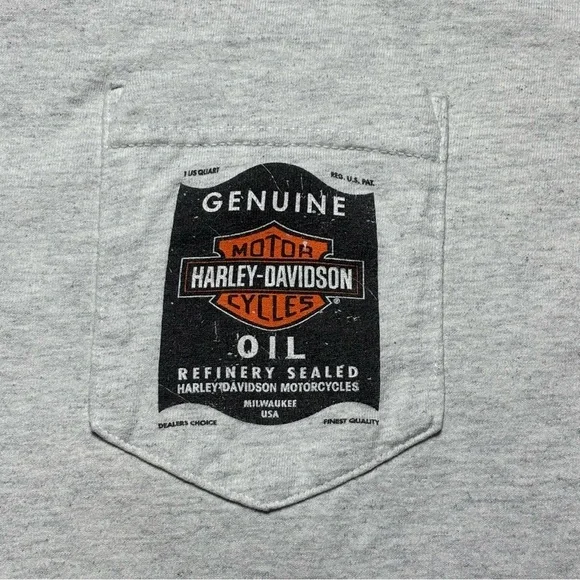 1 US QUART REG. U.S. PAT.
GENUINE
MOTOR
HARLEY-DAVIDSON
CYCLES
OIL
REFINERY SEALED
HARLEY-DAVIDSON MOTORCYCLES
MILWAUKEE
USA
DEALERS CHOICE FINEST QUALITY